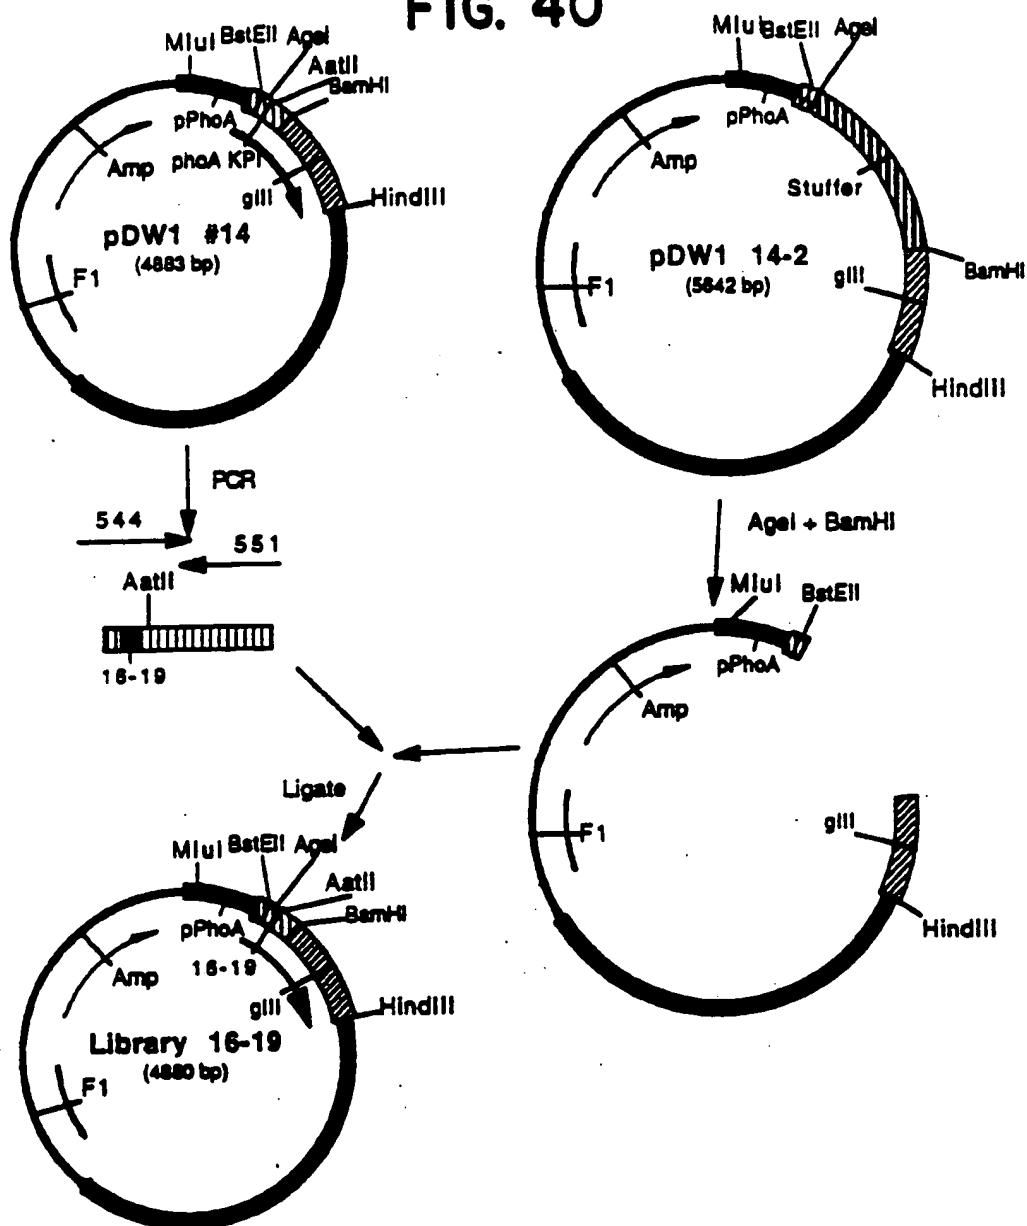 FIG. 40
MluI
BstEII
AgeI
AatII
BamHI
pPhoA
phoA KPI
Amp
gIII
HindIII
pDW1 #14
(4883 bp)
F1
MluI
BstEII
AgeI
pPhoA
Amp
Stuffer
pDW1 14-2
(5642 bp)
BamHI
gIII
F1
HindIII
PCR
544
551
AatII
16-19
AgeI + BamHI
MluI
BstEII
pPhoA
Amp
F1
gIII
HindIII
Ligate
MluI
BstEII
AgeI
AatII
BamHI
pPhoA
16-19
Amp
gIII
HindIII
Library 16-19
(4880 bp)
F1